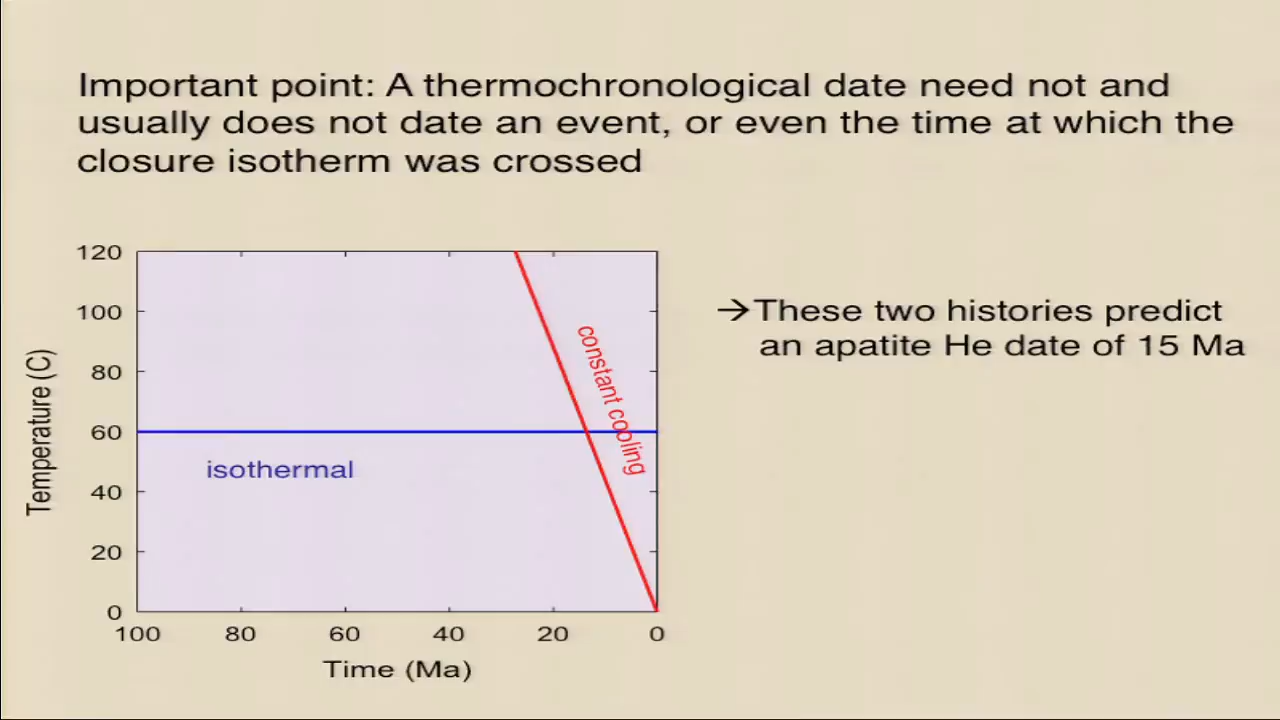 Important point: A thermochronological date need not and
usually does not date an event, or even the time at which the
closure isotherm was crossed
120
100
80
60
40
20
0
Temperature (C)
isothermal
constant cooling
100 80 60 40 20 0
Time (Ma)
→These two histories predict
an apatite He date of 15 Ma